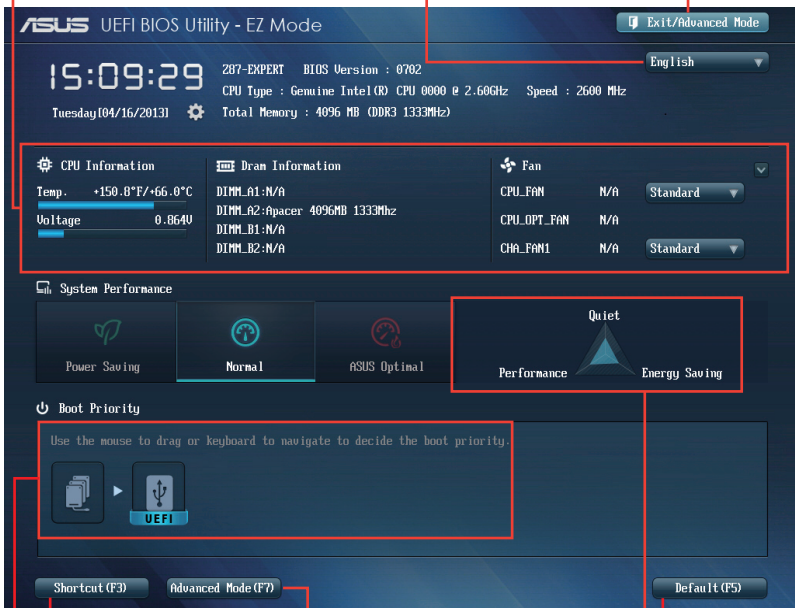 ASUS UEFI BIOS Utility - EZ Mode
Exit/Advanced Mode
English
15:09:29
Tuesday[04/16/2013]
287-EXPERT BIOS Version : 0702
CPU Type : Genuine Intel(R) CPU 0000 @ 2.60GHz Speed : 2600 MHz
Total Memory : 4096 MB (DDR3 1333MHz)
CPU Information
Temp. +150.8°F/+66.0°C
Voltage 0.864V
Dram Information
DIMM_A1:N/A
DIMM_A2:Apacer 4096MB 1333Mhz
DIMM_B1:N/A
DIMM_B2:N/A
Fan
CPU_FAN N/A Standard
CPU_OPT_FAN N/A
CHA_FAN1 N/A Standard
System Performance
Power Saving
Normal
ASUS Optimal
Quiet
Performance
Energy Saving
Boot Priority
Use the mouse to drag or keyboard to navigate to decide the boot priority.
UEFI
Shortcut(F3)
Advanced Mode(F7)
Default(F5)